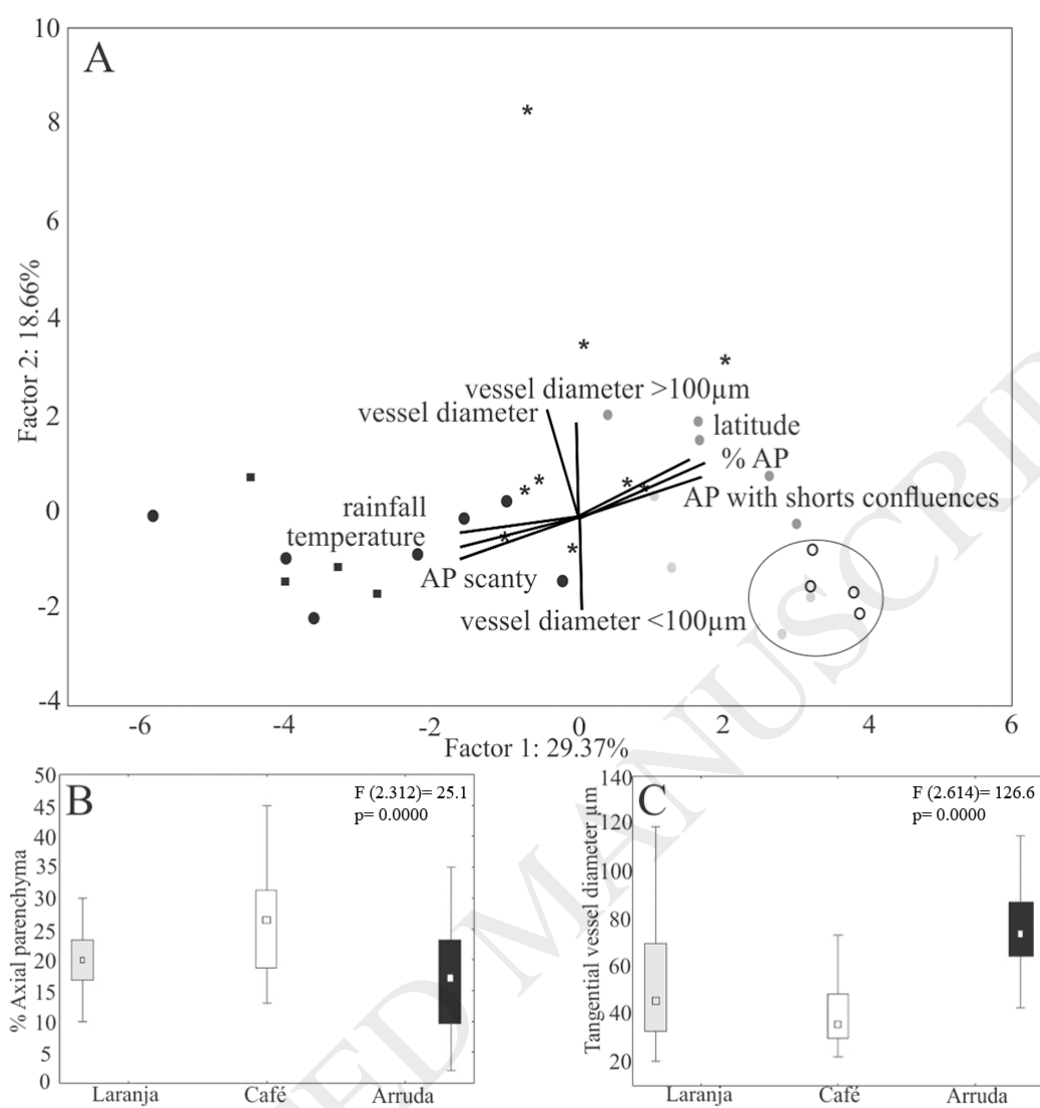 A
10
8
6
4
2
0
-2
-4
Factor 2: 18.66%
vessel diameter >100µm
vessel diameter
latitude
% AP
AP with shorts confluences
rainfall
temperature
AP scanty
vessel diameter <100µm
-6 -4 -2 0 2 4 6
Factor 1: 29.37%
B
F (2.312)= 25.1
p= 0.0000
% Axial parenchyma
50
45
40
35
30
25
20
15
10
5
0
Laranja Café Arruda
C
F (2.614)= 126.6
p= 0.0000
Tangential vessel diameter µm
140
120
100
80
60
40
20
Laranja Café Arruda
ED MANUSCRIP